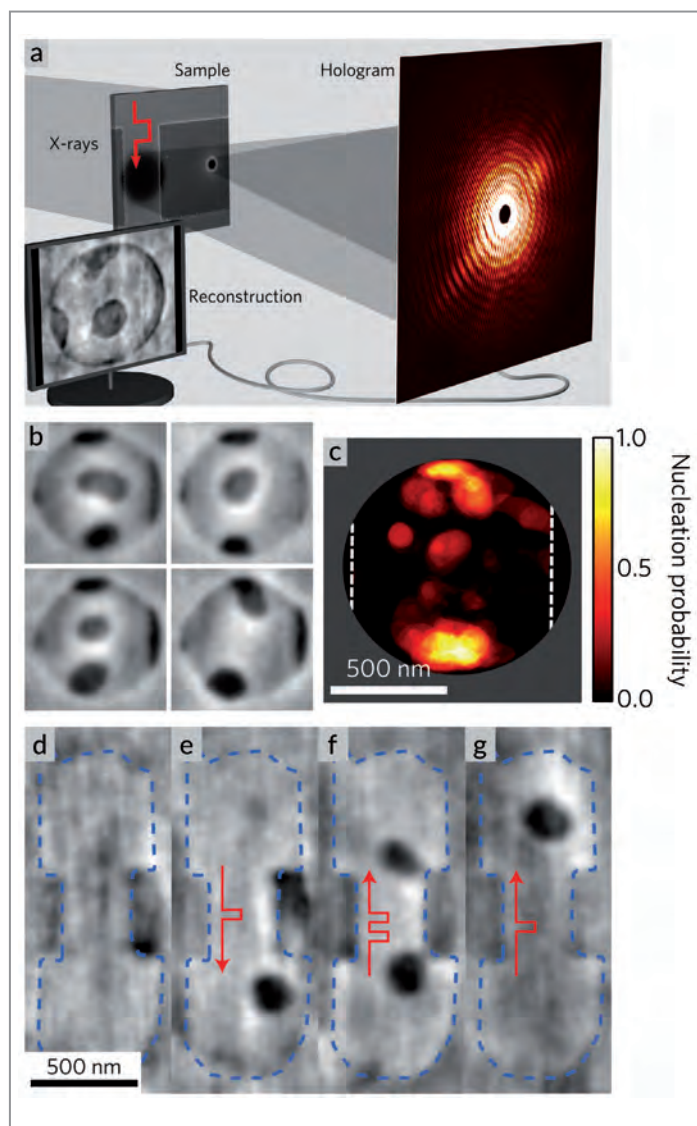 a
Sample
Hologram
X-rays
Reconstruction
b
c
500 nm
1.0
0.5
0.0
Nucleation probability
d
e
f
g
500 nm